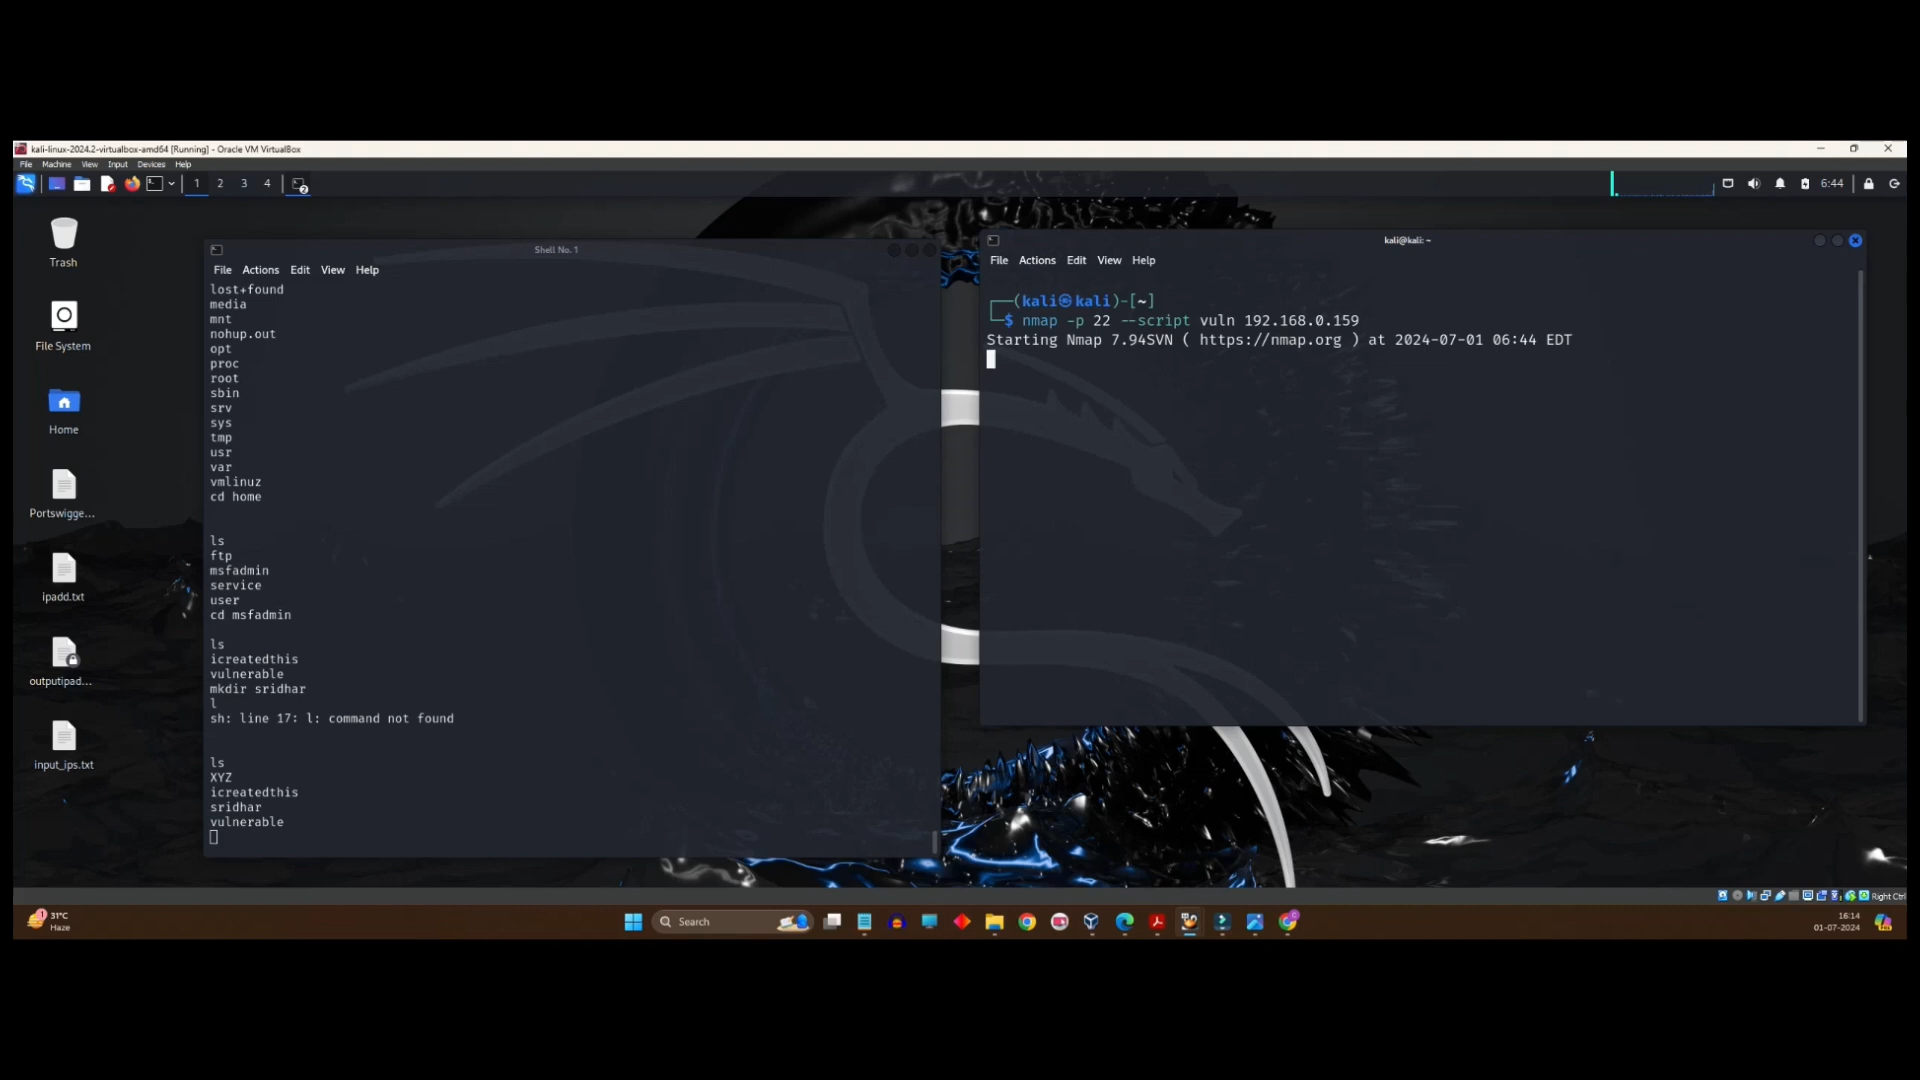 kali-linux-2024.2-virtualbox-amd64 [Running] - Oracle VM VirtualBox
File Machine View Input Devices Help
1 2 3 4
2
6:44
Trash
File System
Home
Portswigge...
ipadd.txt
outputipad...
input_ips.txt
Shell No. 1
File Actions Edit View Help
lost+found
media
mnt
nohup.out
opt
proc
root
sbin
srv
sys
tmp
usr
var
vmlinuz
cd home
ls
ftp
msfadmin
service
user
cd msfadmin
ls
icreatedthis
vulnerable
mkdir sridhar
l
sh: line 17: l: command not found
ls
XYZ
icreatedthis
sridhar
vulnerable
kali@kali: ~
File Actions Edit View Help
┌──(kali㉿kali)-[~]
└─$ nmap -p 22 --script vuln 192.168.0.159
Starting Nmap 7.94SVN ( https://nmap.org ) at 2024-07-01 06:44 EDT
Right Ctrl
1
31°C
Haze
Search
16:14
01-07-2024